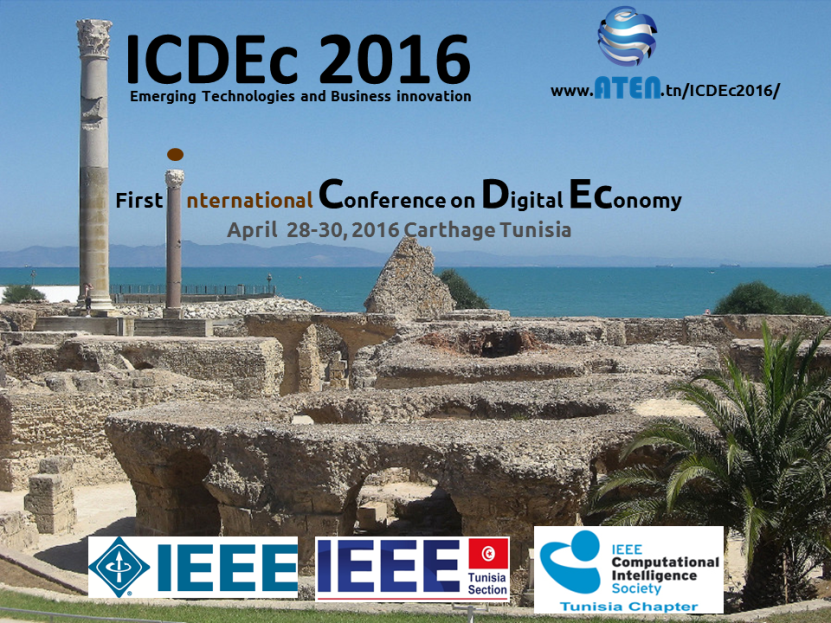 ICDEc 2016
Emerging Technologies and Business innovation
www.ATEN.tn/ICDEc2016/
First international Conference on Digital Economy
April 28-30, 2016 Carthage Tunisia
IEEE
IEEE
Tunisia
Section
IEEE
Computational
Intelligence
Society
Tunisia Chapter